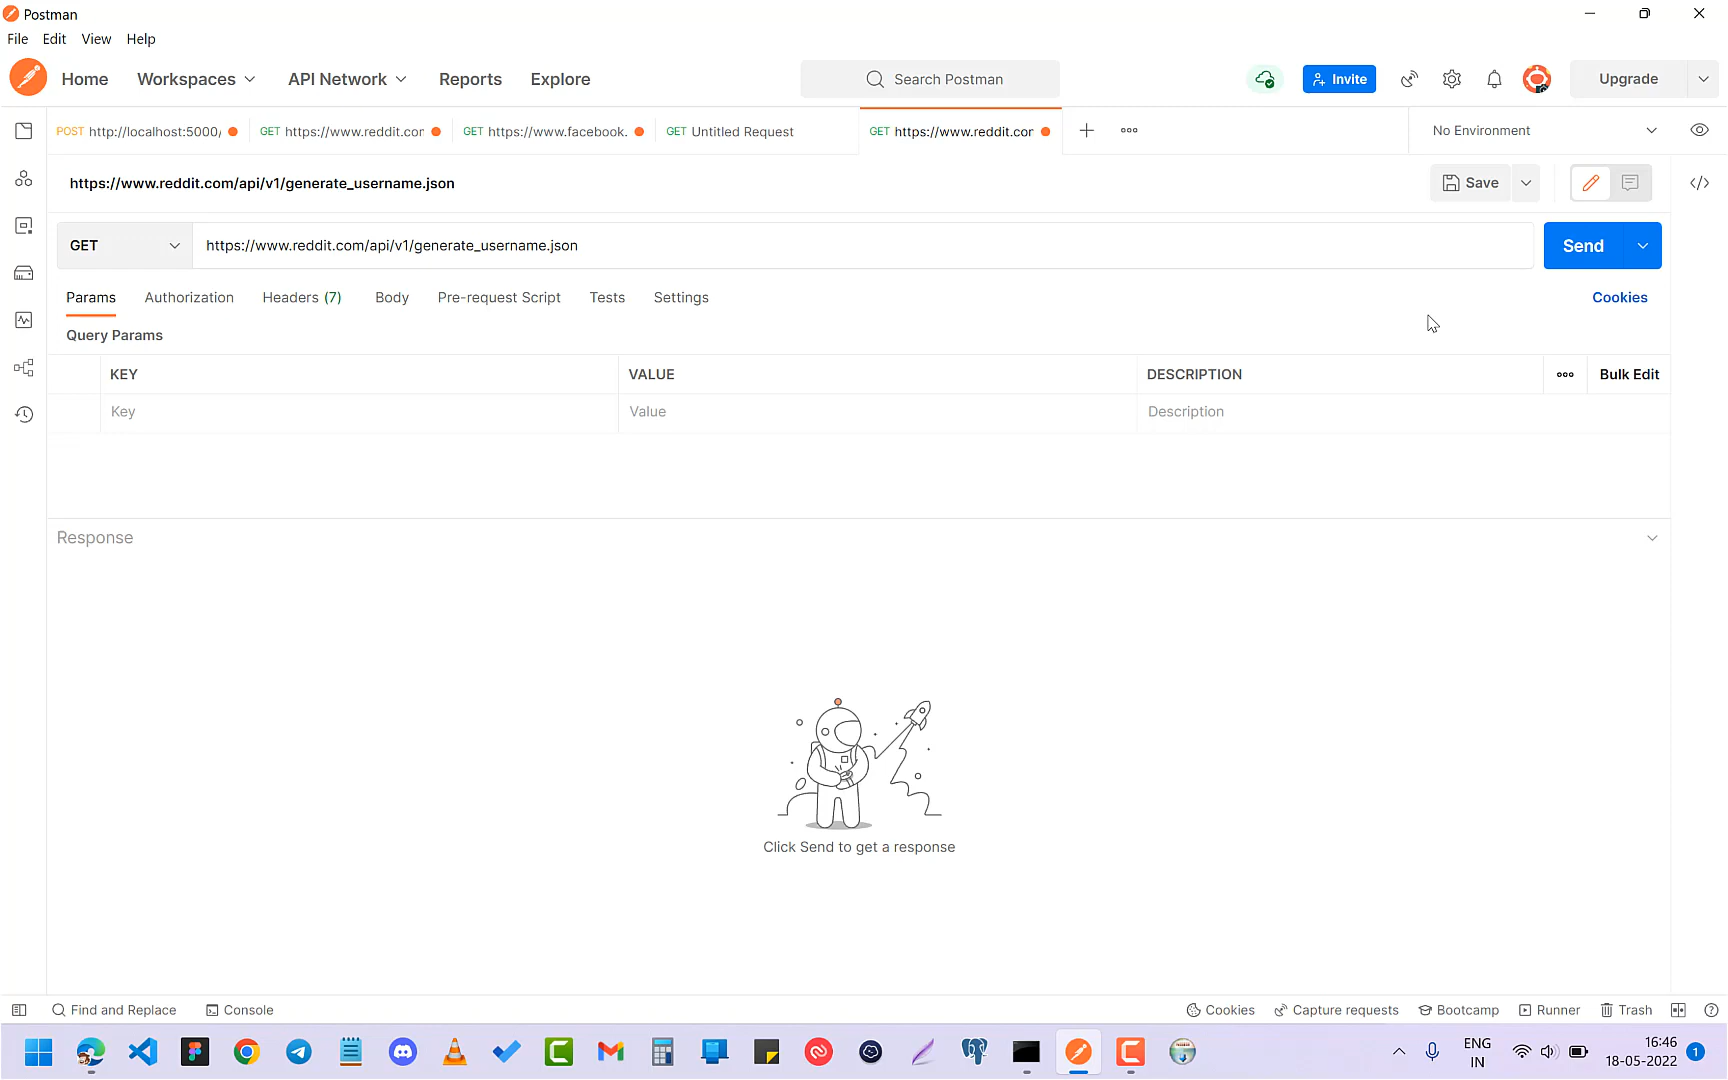 Postman
File Edit View Help
Home Workspaces API Network Reports Explore Search Postman Invite Upgrade
POST http://localhost:5000/ GET https://www.reddit.cor GET https://www.facebook. GET Untitled Request GET https://www.reddit.cor No Environment
https://www.reddit.com/api/v1/generate_username.json Save
GET https://www.reddit.com/api/v1/generate_username.json Send
Params Authorization Headers (7) Body Pre-request Script Tests Settings Cookies
Query Params
KEY VALUE DESCRIPTION Bulk Edit
Key Value Description
Response
Click Send to get a response
Find and Replace Console Cookies Capture requests Bootcamp Runner Trash
ENG 16:46
IN 18-05-2022 1